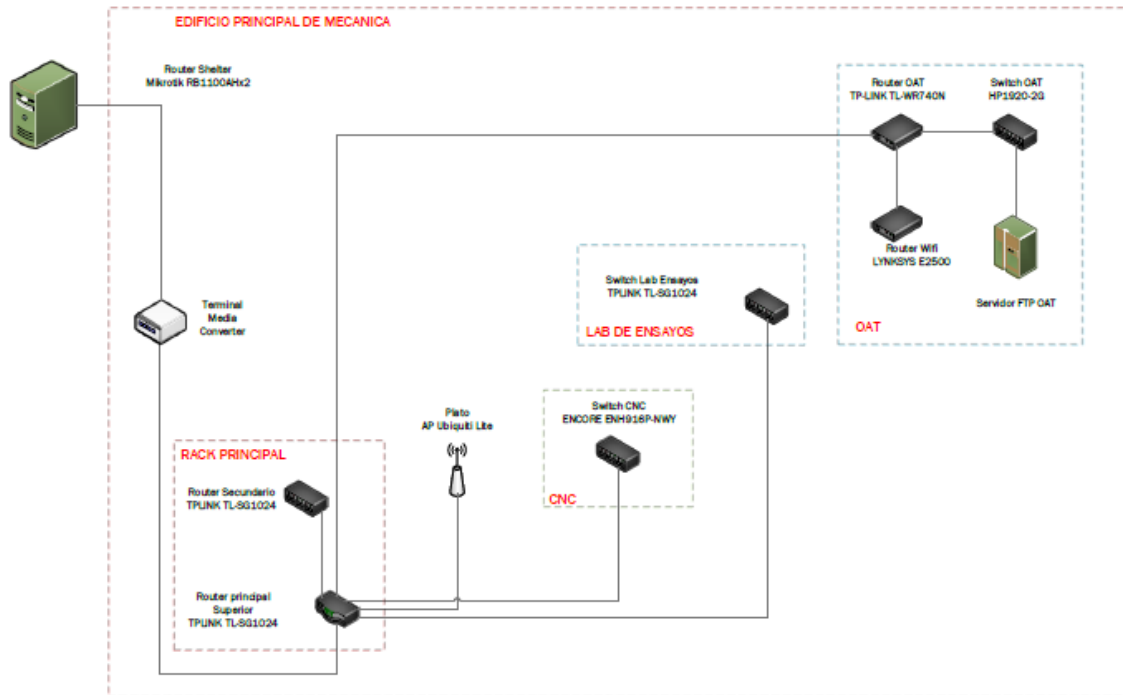 EDIFICIO PRINCIPAL DE MECANICA
Router Shelter
Mikrotik RB1100AHx2
Router OAT
TP-LINK TL-WR740N
Switch OAT
HP1920-2G
Router Wifi
LYNKSYS E2500
Servidor FTP OAT
OAT
Switch Lab Ensayos
TPLINK TL-SG1024
LAB DE ENSAYOS
Terminal
Media
Converter
Switch CNC
ENCORE ENH916P-NWY
CNC
Plato
AP Ubiquiti Lite
RACK PRINCIPAL
Router Secundario
TPLINK TL-SG1024
Router principal
Superior
TPLINK TL-SG1024